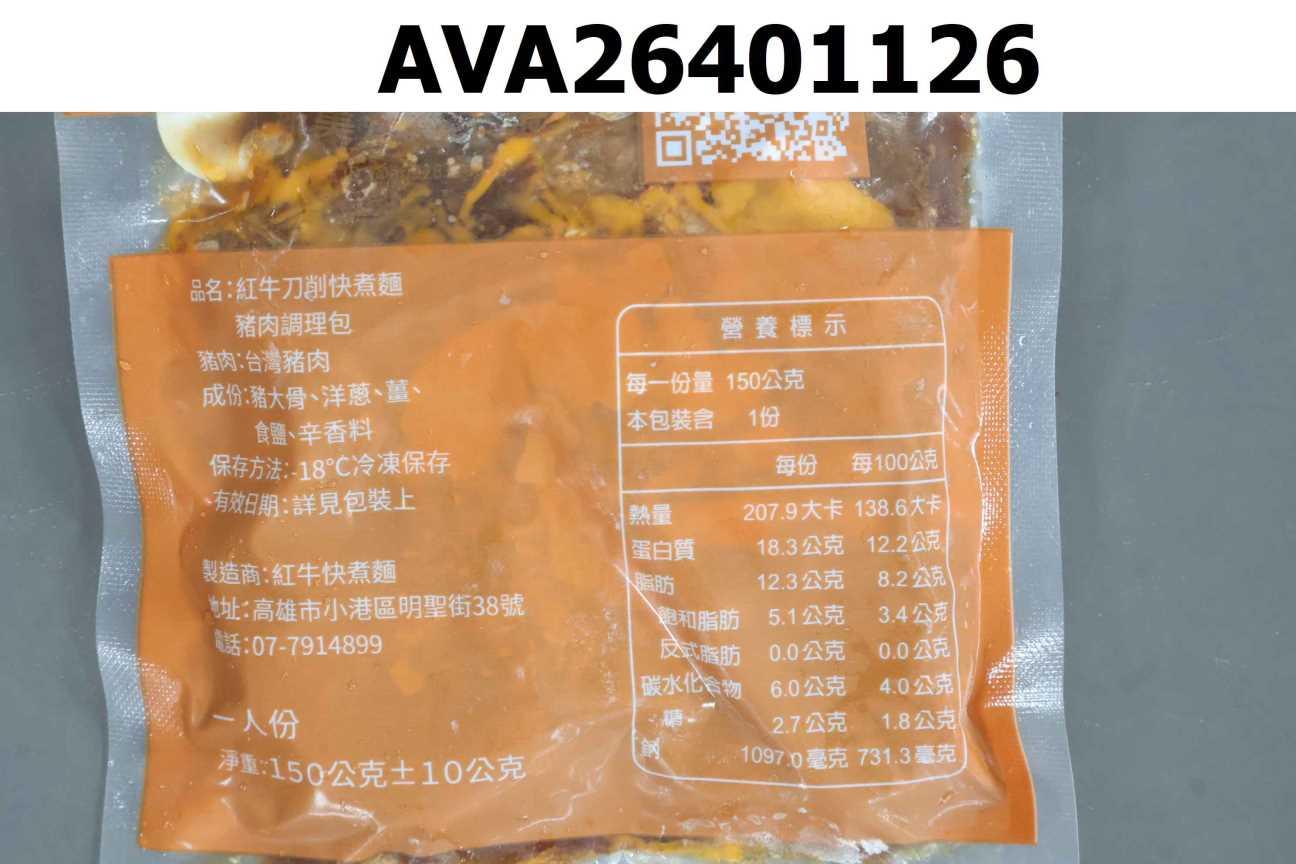 AVA26401126
品名:紅牛刀削快煮麵
豬肉調理包
豬肉:台灣豬肉
成份:豬大骨、洋蔥、薑、
食鹽、辛香料
保存方法:-18℃冷凍保存
有效日期:詳見包裝上
製造商:紅牛快煮麵
地址:高雄市小港區明聖街38號
電話:07-7914899
一人份
淨重:150公克±10公克
營養標示
每一份量 150公克
本包裝含 1份
每份 每100公克
熱量 207.9大卡 138.6大卡
蛋白質 18.3公克 12.2公克
脂肪 12.3公克 8.2公克
飽和脂肪 5.1公克 3.4公克
反式脂肪 0.0公克 0.0公克
碳水化合物 6.0公克 4.0公克
糖 2.7公克 1.8公克
鈉 1097.0毫克 731.3毫克